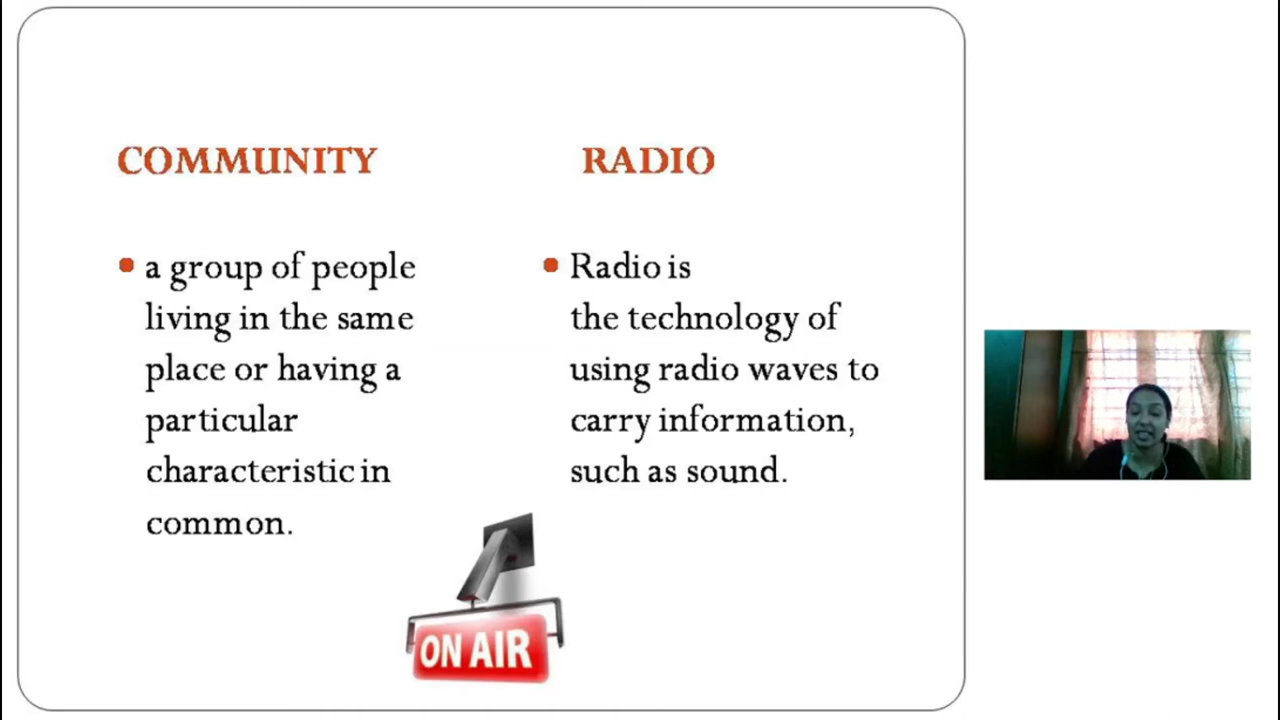 COMMUNITY
a group of people
living in the same
place or having a
particular
characteristic in
common.
RADIO
Radio is
the technology of
using radio waves to
carry information,
such as sound.
ON AIR